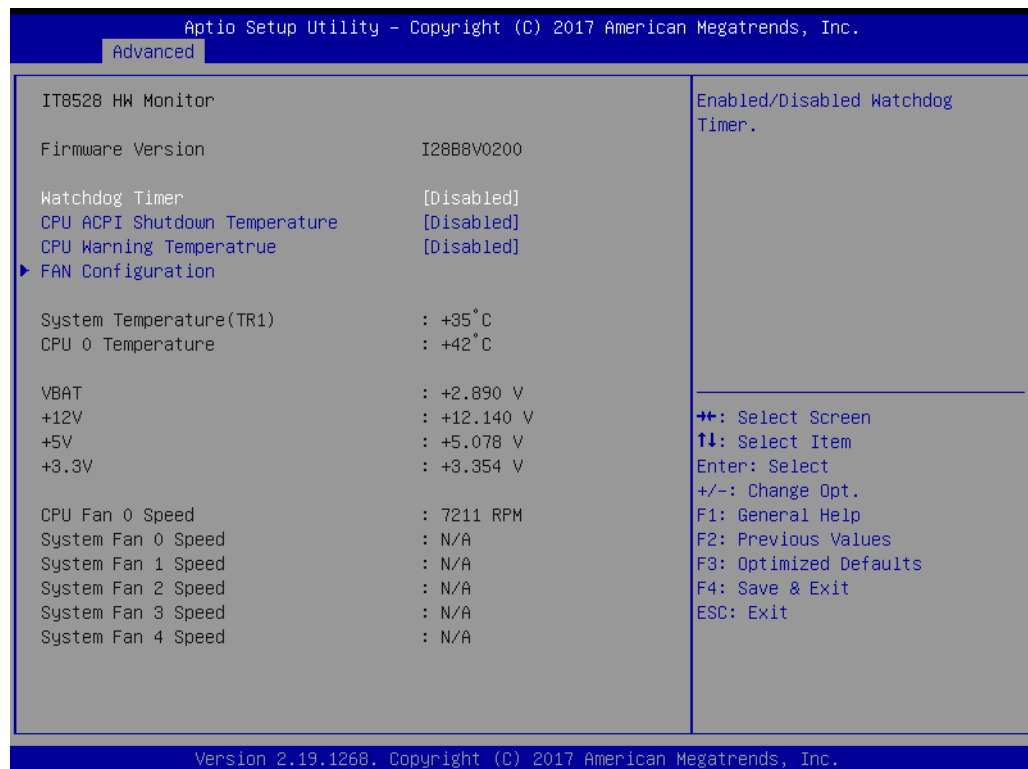 Aptio Setup Utility – Copyright (C) 2017 American Megatrends, Inc.
Advanced
IT8528 HW Monitor
Firmware Version I28B8V0200
Watchdog Timer [Disabled]
CPU ACPI Shutdown Temperature [Disabled]
CPU Warning Temperatrue [Disabled]
▶ FAN Configuration
System Temperature(TR1) : +35°C
CPU 0 Temperature : +42°C
VBAT : +2.890 V
+12V : +12.140 V
+5V : +5.078 V
+3.3V : +3.354 V
CPU Fan 0 Speed : 7211 RPM
System Fan 0 Speed : N/A
System Fan 1 Speed : N/A
System Fan 2 Speed : N/A
System Fan 3 Speed : N/A
System Fan 4 Speed : N/A
Enabled/Disabled Watchdog
Timer.
→←: Select Screen
↑↓: Select Item
Enter: Select
+/-: Change Opt.
F1: General Help
F2: Previous Values
F3: Optimized Defaults
F4: Save & Exit
ESC: Exit
Version 2.19.1268. Copyright (C) 2017 American Megatrends, Inc.